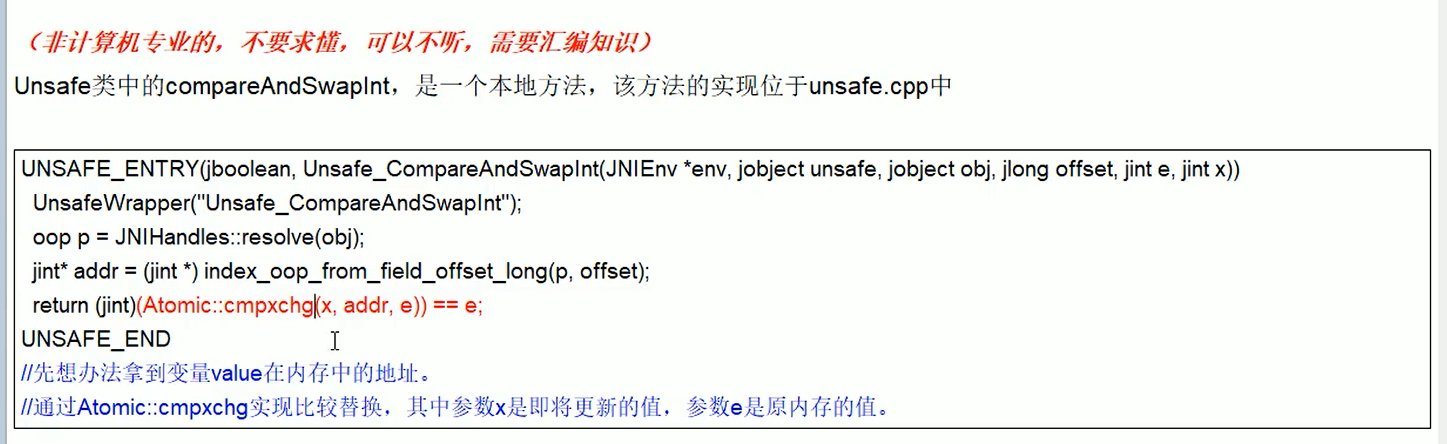 （非计算机专业的，不要求懂，可以不听，需要汇编知识）
Unsafe类中的compareAndSwapInt，是一个本地方法，该方法的实现位于unsafe.cpp中
UNSAFE_ENTRY(jboolean, Unsafe_CompareAndSwapInt(JNIEnv *env, jobject unsafe, jobject obj, jlong offset, jint e, jint x))
UnsafeWrapper("Unsafe_CompareAndSwapInt");
oop p = JNIHandles::resolve(obj);
jint* addr = (jint *) index_oop_from_field_offset_long(p, offset);
return (jint)(Atomic::cmpxchg(x, addr, e)) == e;
UNSAFE_END
//先想办法拿到变量value在内存中的地址。
//通过Atomic::cmpxchg实现比较替换，其中参数x是即将更新的值，参数e是原内存的值。